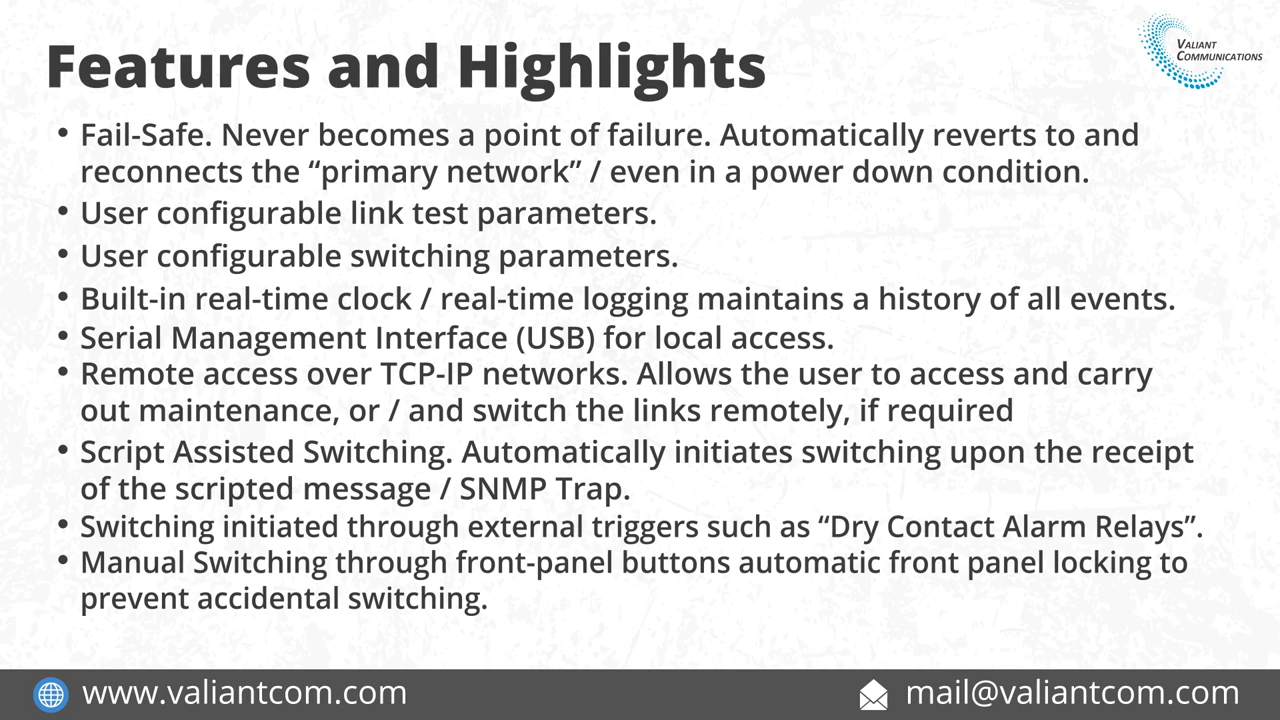 Features and Highlights
VALIANT
COMMUNICATIONS
• Fail-Safe. Never becomes a point of failure. Automatically reverts to and
reconnects the “primary network” / even in a power down condition.
• User configurable link test parameters.
• User configurable switching parameters.
• Built-in real-time clock / real-time logging maintains a history of all events.
• Serial Management Interface (USB) for local access.
• Remote access over TCP-IP networks. Allows the user to access and carry
out maintenance, or / and switch the links remotely, if required
• Script Assisted Switching. Automatically initiates switching upon the receipt
of the scripted message / SNMP Trap.
• Switching initiated through external triggers such as “Dry Contact Alarm Relays”.
• Manual Switching through front-panel buttons automatic front panel locking to
prevent accidental switching.
www.valiantcom.com
mail@valiantcom.com